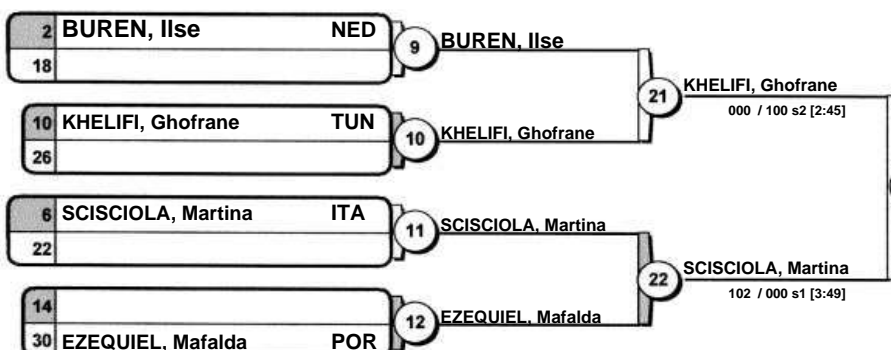 2 BUREN, Ilse NED
18
9 BUREN, Ilse
21 KHELIFI, Ghofrane
000 / 100 s2 [2:45]
10 KHELIFI, Ghofrane TUN
26
10 KHELIFI, Ghofrane
6 SCISCIOLA, Martina ITA
22
11 SCISCIOLA, Martina
22 SCISCIOLA, Martina
102 / 000 s1 [3:49]
14
30 EZEQUIEL, Mafalda POR
12 EZEQUIEL, Mafalda